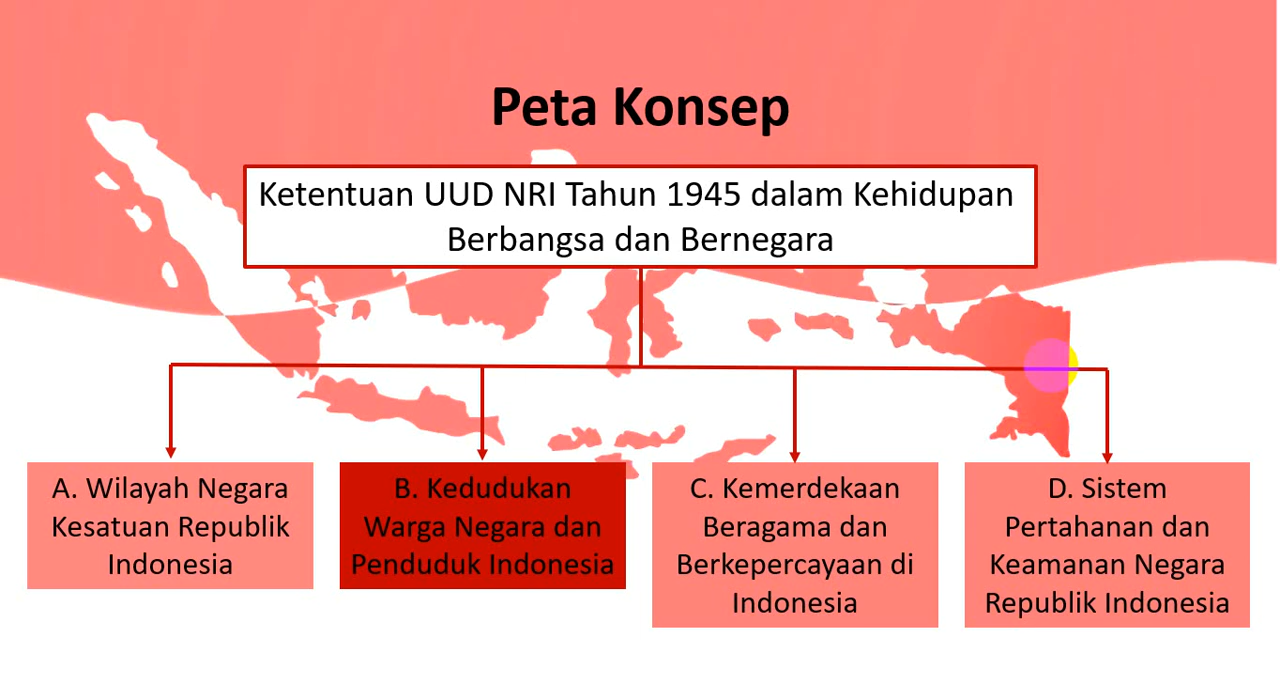 Peta Konsep
Ketentuan UUD NRI Tahun 1945 dalam Kehidupan
Berbangsa dan Bernegara
A. Wilayah Negara
Kesatuan Republik
Indonesia
B. Kedudukan
Warga Negara dan
Penduduk Indonesia
C. Kemerdekaan
Beragama dan
Berkepercayaan di
Indonesia
D. Sistem
Pertahanan dan
Keamanan Negara
Republik Indonesia